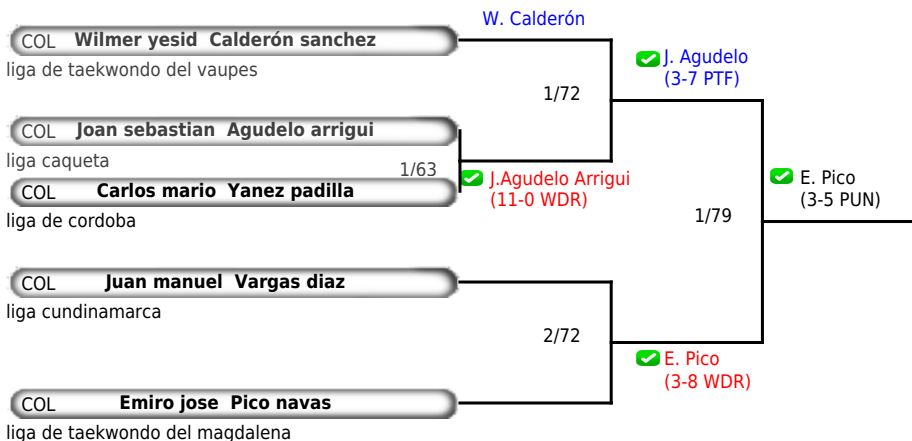 W. Calderón
COL Wilmer yesid Calderón sanchez
liga de taekwondo del vaupes
J. Agudelo
(3-7 PTF)
1/72
COL Joan sebastian Agudelo arrigui
liga caqueta
1/63
J.Agudelo Arrigui
(11-0 WDR)
COL Carlos mario Yanez padilla
liga de cordoba
E. Pico
(3-5 PUN)
1/79
COL Juan manuel Vargas diaz
liga cundinamarca
2/72
E. Pico
(3-8 WDR)
COL Emiro jose Pico navas
liga de taekwondo del magdalena